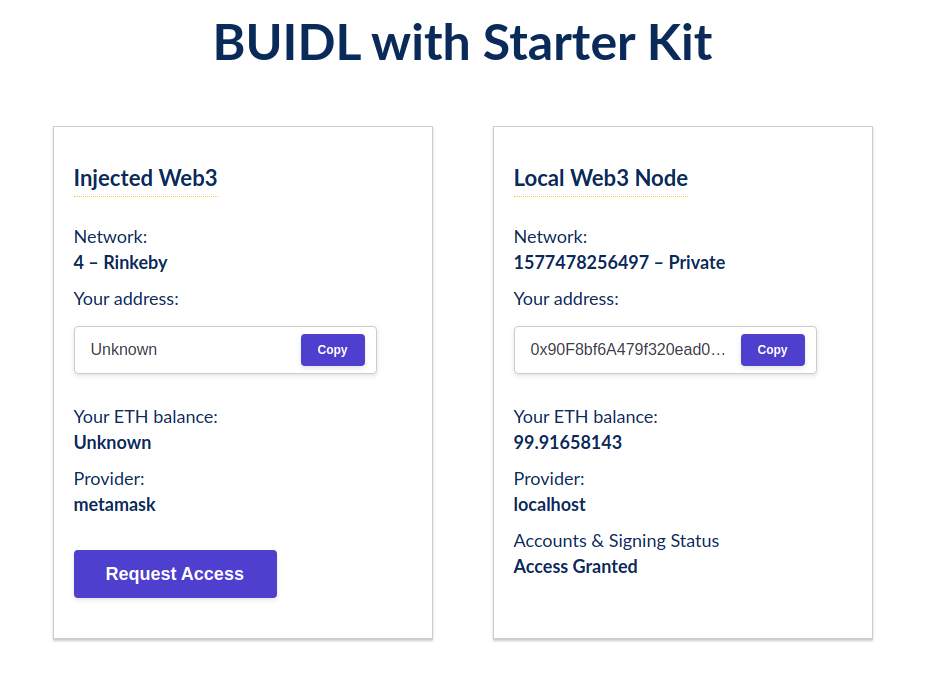 BUIDL with Starter Kit
Injected Web3
Network:
4 – Rinkeby
Your address:
Unknown
Copy
Your ETH balance:
Unknown
Provider:
metamask
Request Access
Local Web3 Node
Network:
1577478256497 – Private
Your address:
0x90F8bf6A479f320ead0…
Copy
Your ETH balance:
99.91658143
Provider:
localhost
Accounts & Signing Status
Access Granted